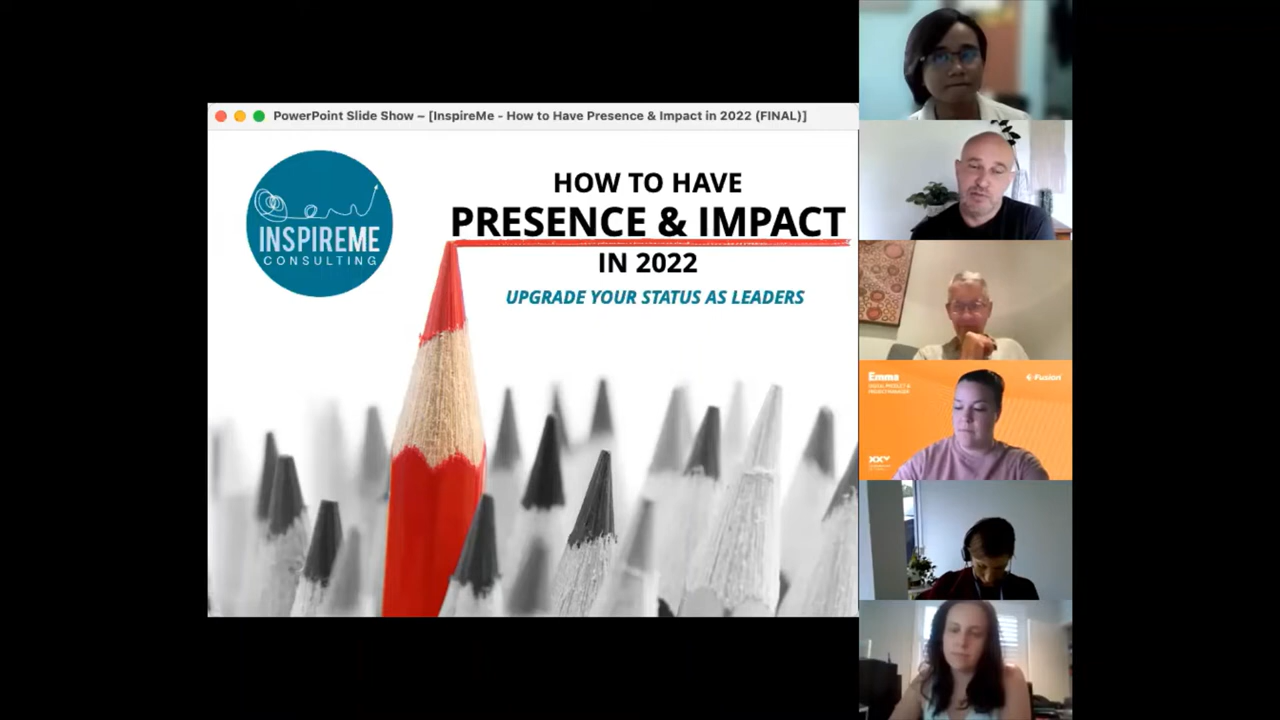 PowerPoint Slide Show – [InspireMe - How to Have Presence & Impact in 2022 (FINAL)]
INSPIREME
CONSULTING
HOW TO HAVE
PRESENCE & IMPACT
IN 2022
UPGRADE YOUR STATUS AS LEADERS
Emma
Fusion
XXV